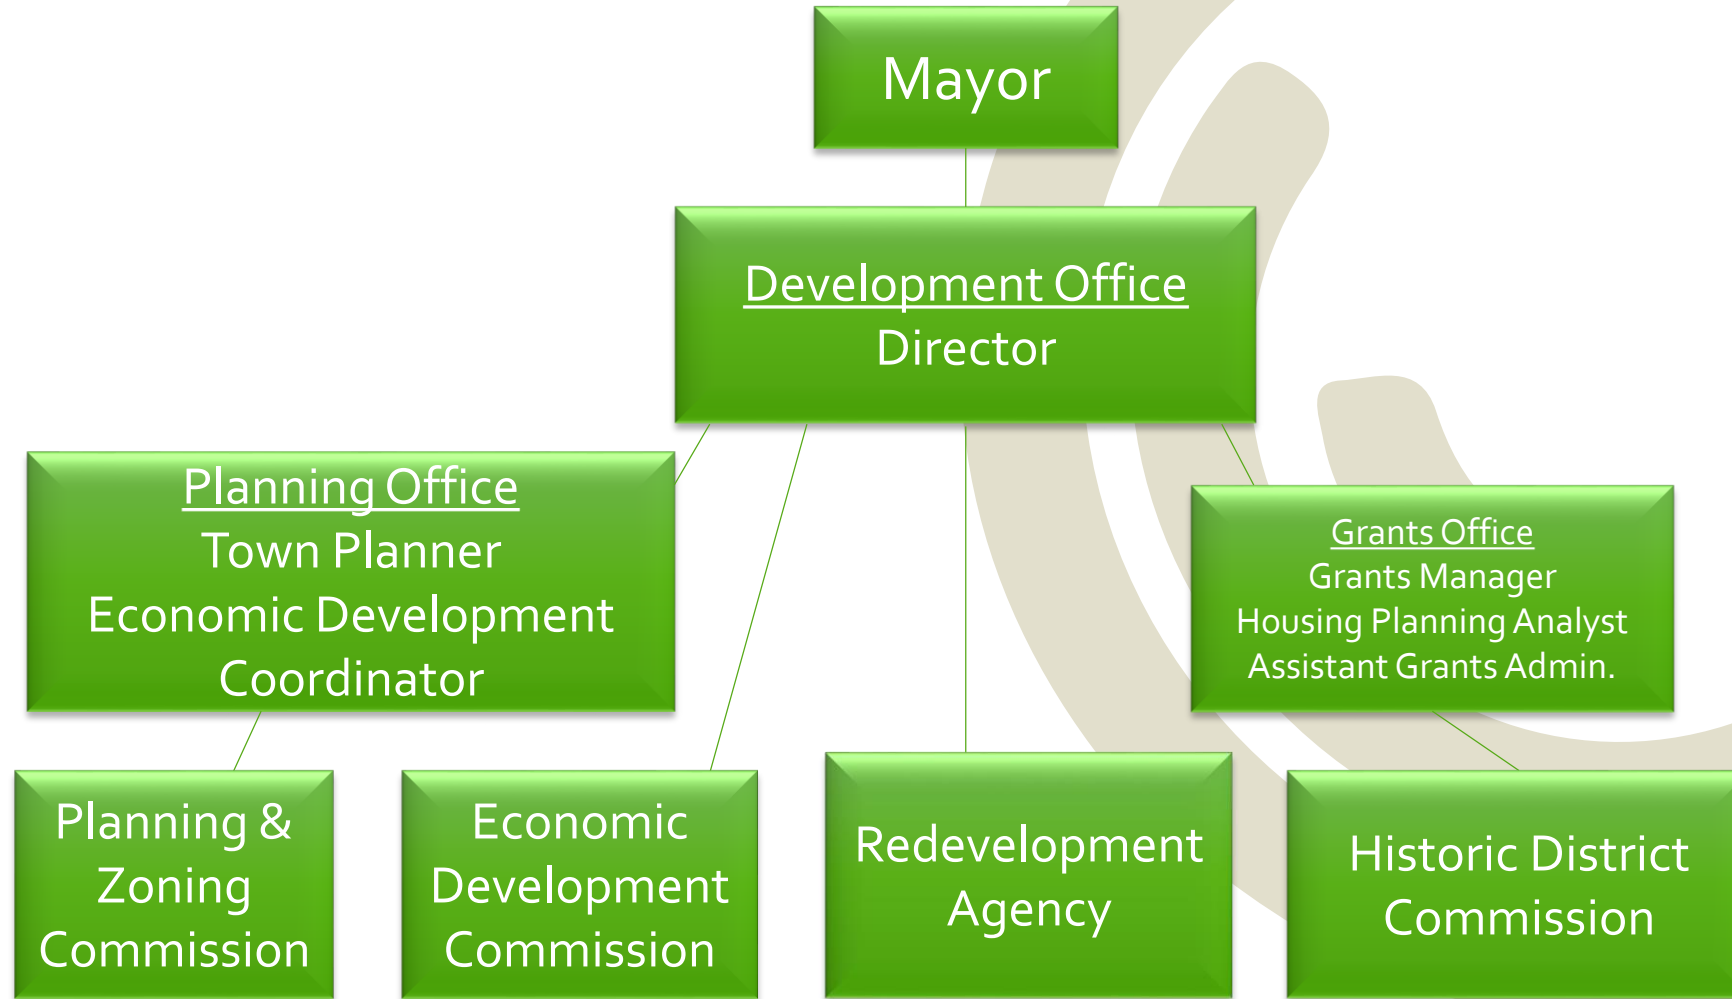 Mayor
Development Office
Director
Planning Office
Town Planner
Economic Development
Coordinator
Grants Office
Grants Manager
Housing Planning Analyst
Assistant Grants Admin.
Planning &
Zoning
Commission
Economic
Development
Commission
Redevelopment
Agency
Historic District
Commission